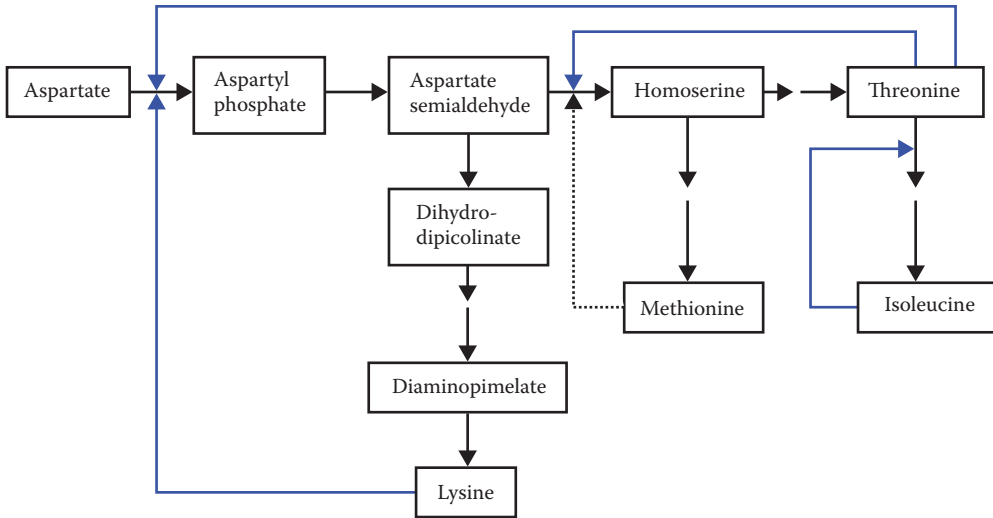 Aspartate
Aspartyl
phosphate
Aspartate
semialdehyde
Homoserine
Threonine
Dihydro-
dipicolinate
Methionine
Isoleucine
Diaminopimelate
Lysine